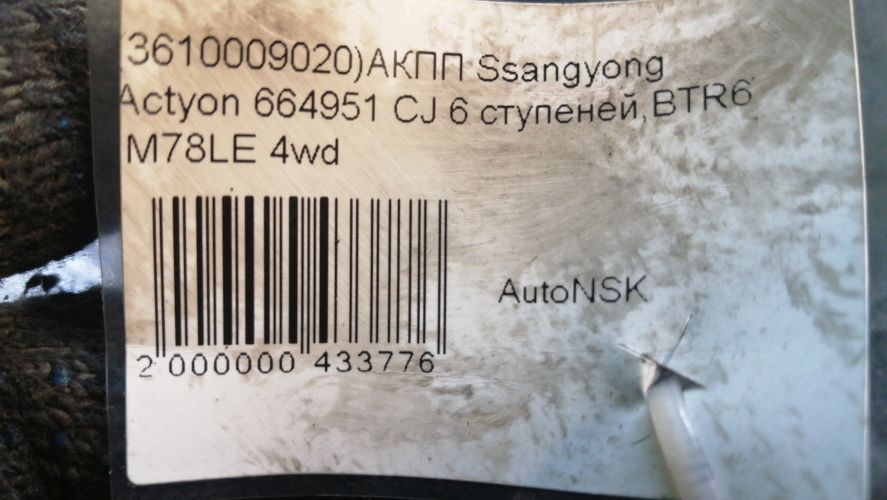 (3610009020)АКПП Ssangyong
Actyon 664951 CJ 6 ступеней,BTR6
M78LE 4wd
AutoNSK
2 000000 433776